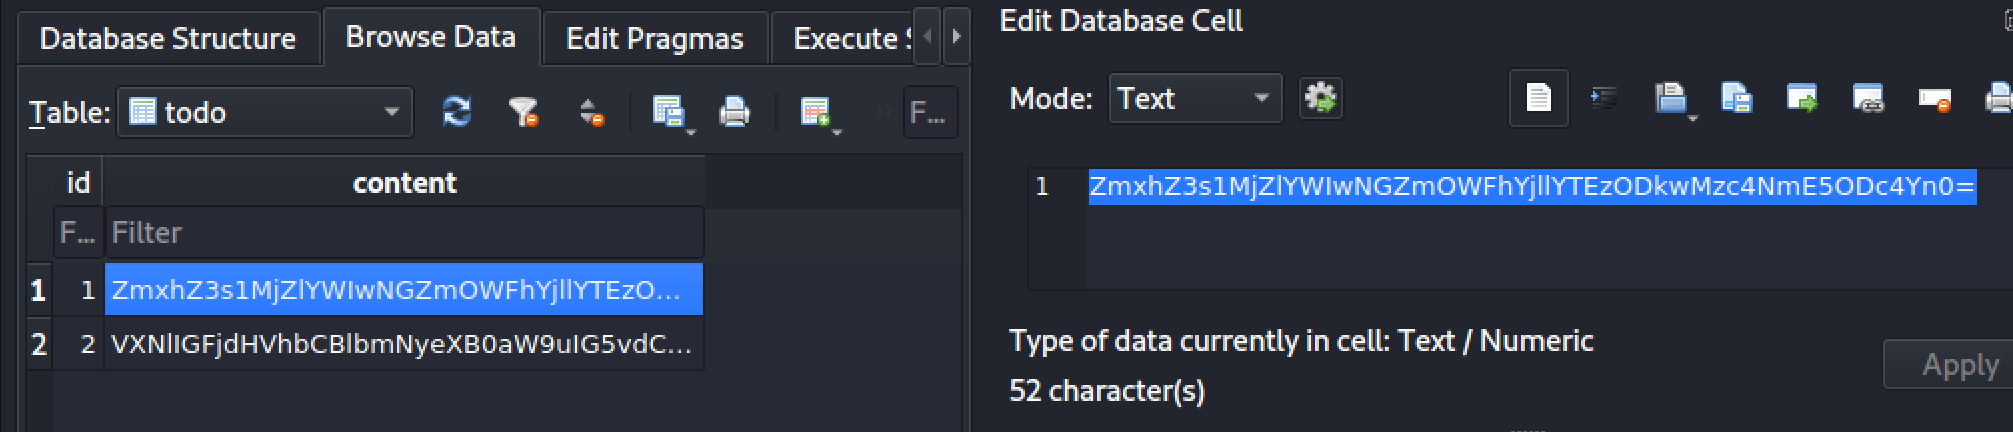 Database Structure Browse Data Edit Pragmas Execute
Table: todo F...
id content
F... Filter
1 1 ZmxhZ3s1MjZlYWIwNGZmOWFhYjllYTEzO...
2 2 VXNlIGFjdHVhbCBlbmNyeXB0aW9uIG5vdC...
Edit Database Cell
Mode: Text
1 ZmxhZ3s1MjZlYWIwNGZmOWFhYjllYTEzODkwMzc4NmE5ODc4Yn0=
Type of data currently in cell: Text / Numeric
52 character(s)
Apply